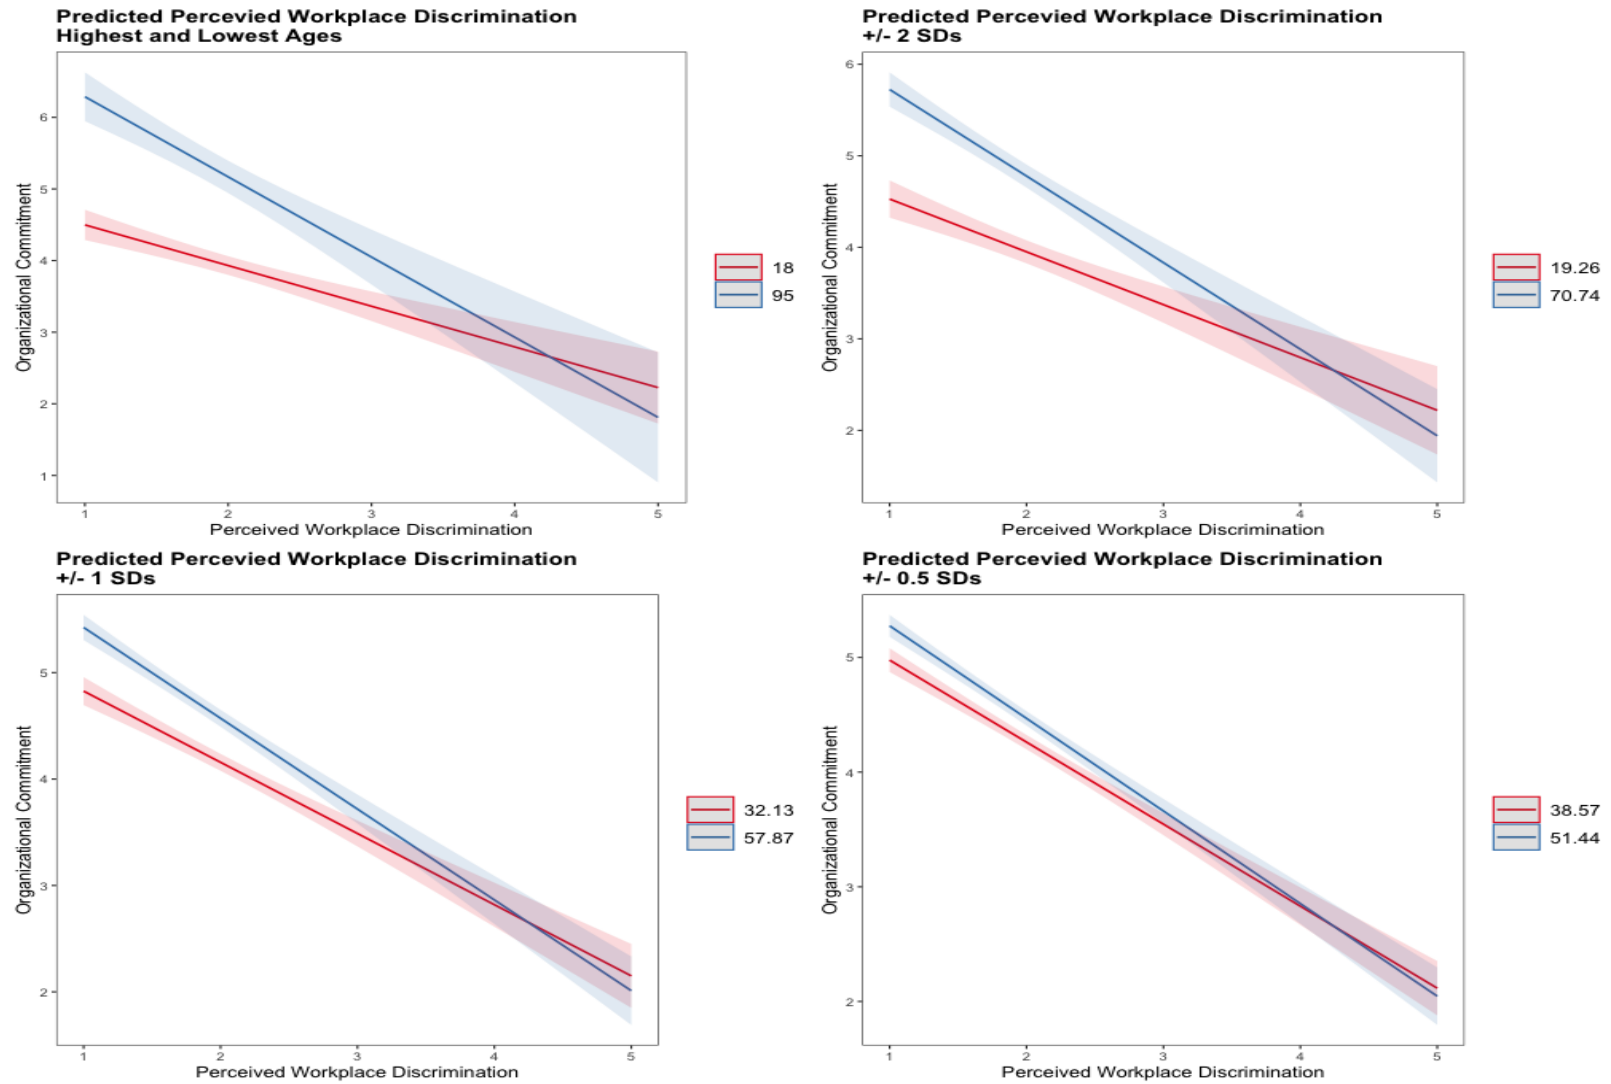 Predicted Percevied Workplace Discrimination
Highest and Lowest Ages
Organizational Commitment
6
5
4
3
2
1
1 2 3 4 5
Perceived Workplace Discrimination
18
95
Predicted Percevied Workplace Discrimination
+/- 2 SDs
Organizational Commitment
6
5
4
3
2
1 2 3 4 5
Perceived Workplace Discrimination
19.26
70.74
Predicted Percevied Workplace Discrimination
+/- 1 SDs
Organizational Commitment
5
4
3
2
1 2 3 4 5
Perceived Workplace Discrimination
32.13
57.87
Predicted Percevied Workplace Discrimination
+/- 0.5 SDs
Organizational Commitment
5
4
3
2
1 2 3 4 5
Perceived Workplace Discrimination
38.57
51.44